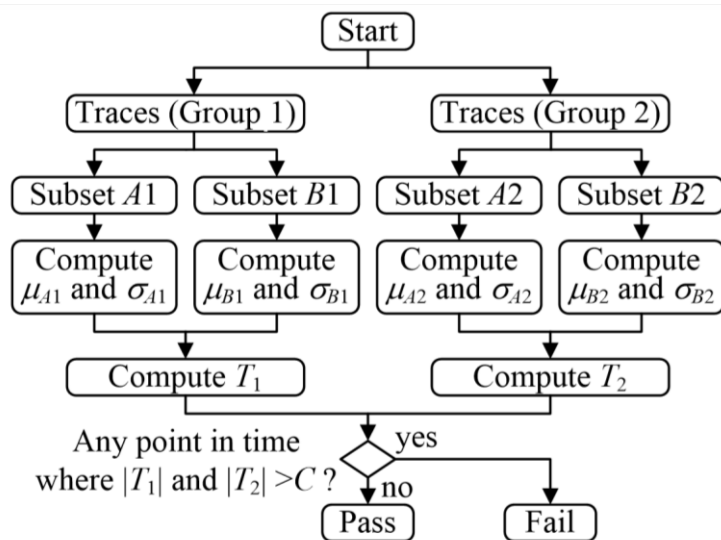 Start
Traces (Group 1)
Traces (Group 2)
Subset A1
Subset B1
Subset A2
Subset B2
Compute
μA1 and σA1
Compute
μB1 and σB1
Compute
μA2 and σA2
Compute
μB2 and σB2
Compute T1
Compute T2
Any point in time
where |T1| and |T2| >C ?
yes
no
Pass
Fail